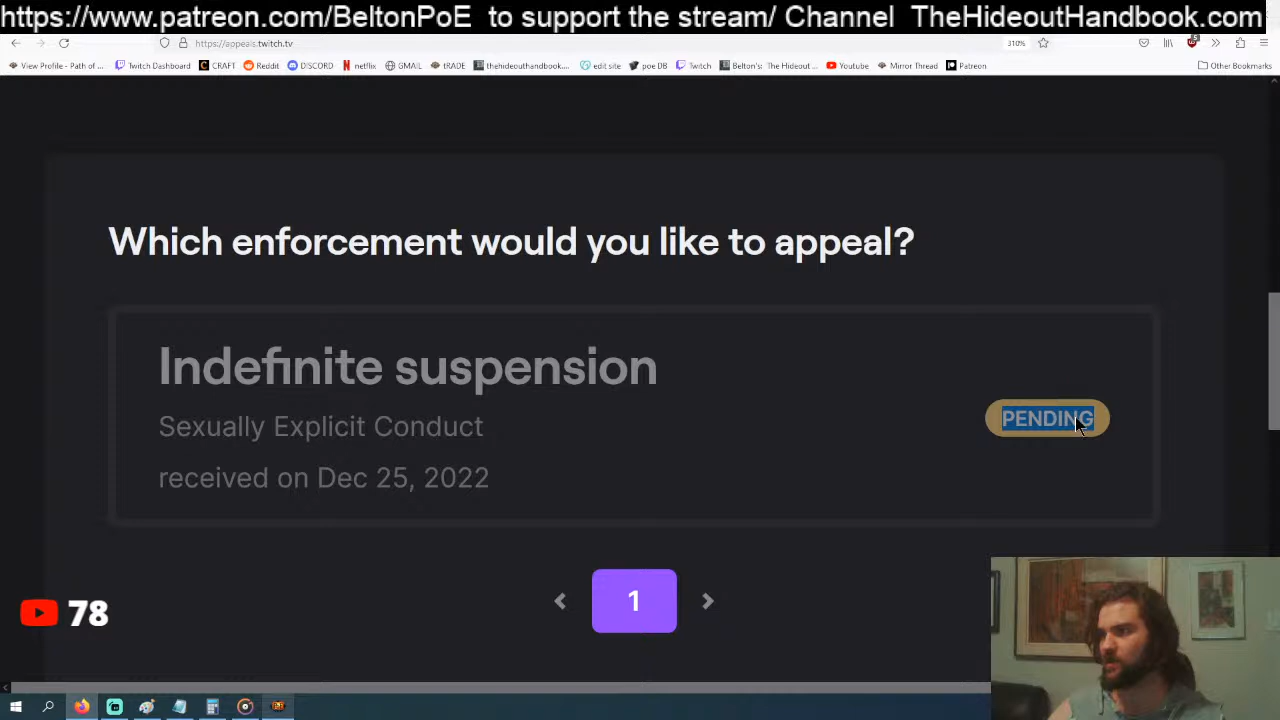 https://www.patreon.com/BeltonPoE  to support the stream/ Channel  TheHideoutHandbook.com
https://appeals.twitch.tv 310%
View Profile - Path of ... Twitch Dashboard CRAFT Reddit DISCORD netflix GMAIL tRADE thehideouthandbook.... edit site poe DB Twitch Belton's: The Hideout ... Youtube Mirror Thread Patreon Other Bookmarks
Which enforcement would you like to appeal?
Indefinite suspension
Sexually Explicit Conduct
PENDING
received on Dec 25, 2022
1
78